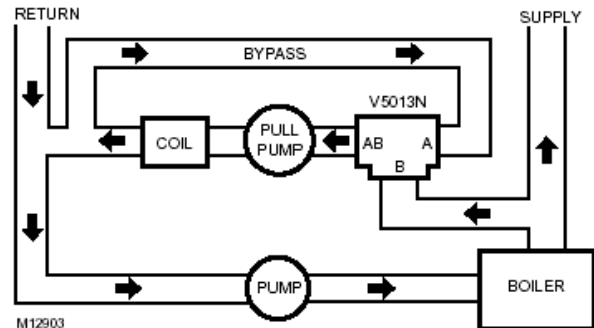 RETURN
SUPPLY
BYPASS
V5013N
COIL
PULL
PUMP
AB
A
B
PUMP
BOILER
M12903